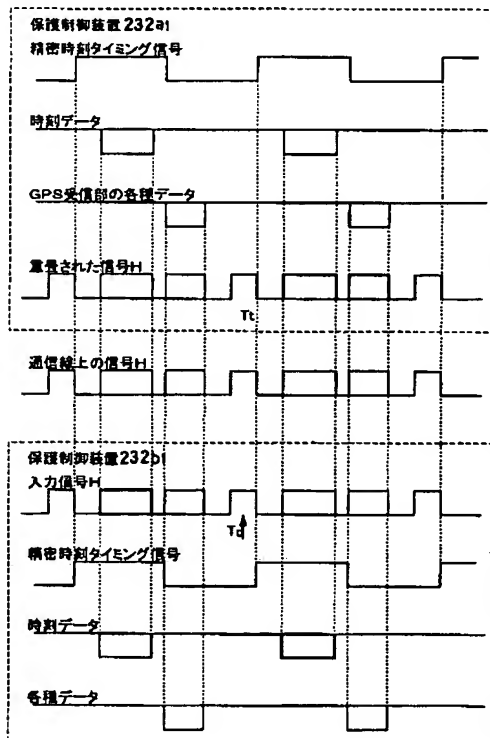 保護制御装置232a1
精密時刻タイミング信号
時刻データ
GPS受信部の各種データ
重畳された信号H
Tt
通信線上の信号H
保護制御装置232b1
入力信号H
Tp
精密時刻タイミング信号
時刻データ
各種データ